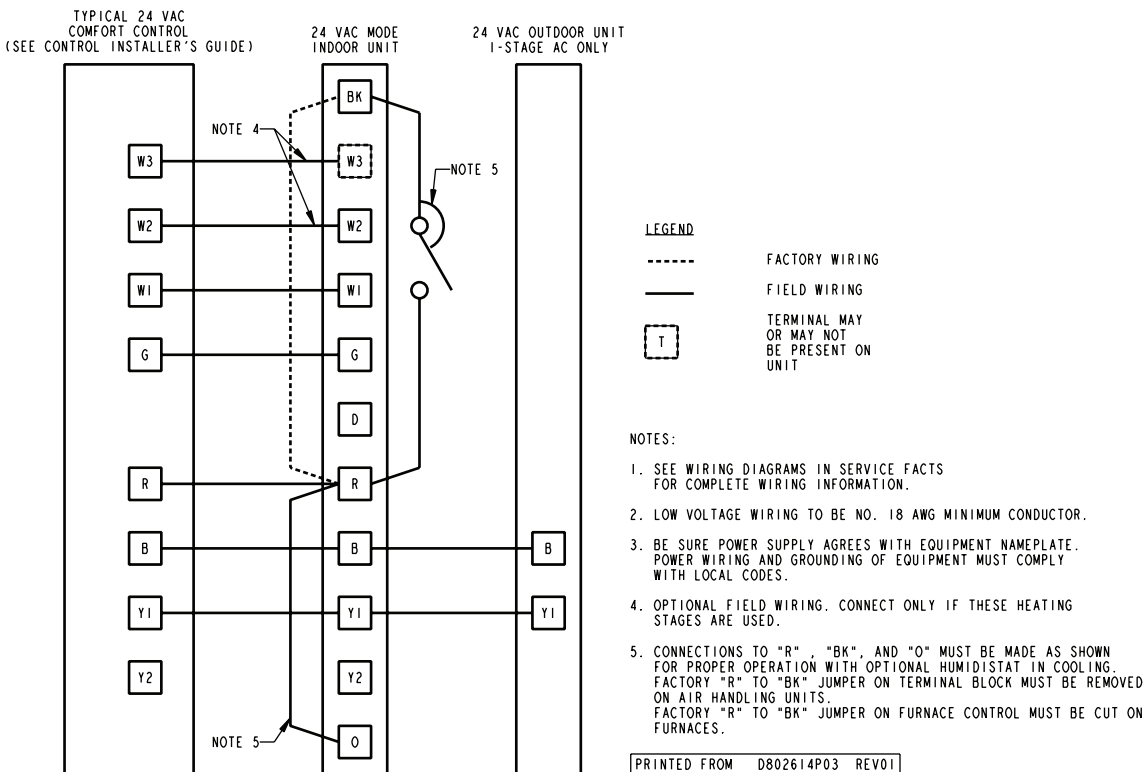 TYPICAL 24 VAC
COMFORT CONTROL
(SEE CONTROL INSTALLER'S GUIDE)
24 VAC MODE
INDOOR UNIT
24 VAC OUTDOOR UNIT
1-STAGE AC ONLY
BK
NOTE 4
W3
W3
NOTE 5
W2
W2
W1
W1
G
G
D
R
R
B
B
B
Y1
Y1
Y1
Y2
Y2
NOTE 5
O
LEGEND
FACTORY WIRING
FIELD WIRING
T
TERMINAL MAY
OR MAY NOT
BE PRESENT ON
UNIT
NOTES:
1. SEE WIRING DIAGRAMS IN SERVICE FACTS
FOR COMPLETE WIRING INFORMATION.
2. LOW VOLTAGE WIRING TO BE NO. 18 AWG MINIMUM CONDUCTOR.
3. BE SURE POWER SUPPLY AGREES WITH EQUIPMENT NAMEPLATE.
POWER WIRING AND GROUNDING OF EQUIPMENT MUST COMPLY
WITH LOCAL CODES.
4. OPTIONAL FIELD WIRING. CONNECT ONLY IF THESE HEATING
STAGES ARE USED.
5. CONNECTIONS TO "R" , "BK", AND "O" MUST BE MADE AS SHOWN
FOR PROPER OPERATION WITH OPTIONAL HUMIDISTAT IN COOLING.
FACTORY "R" TO "BK" JUMPER ON TERMINAL BLOCK MUST BE REMOVED
ON AIR HANDLING UNITS.
FACTORY "R" TO "BK" JUMPER ON FURNACE CONTROL MUST BE CUT ON
FURNACES.
PRINTED FROM D802614P03 REV01